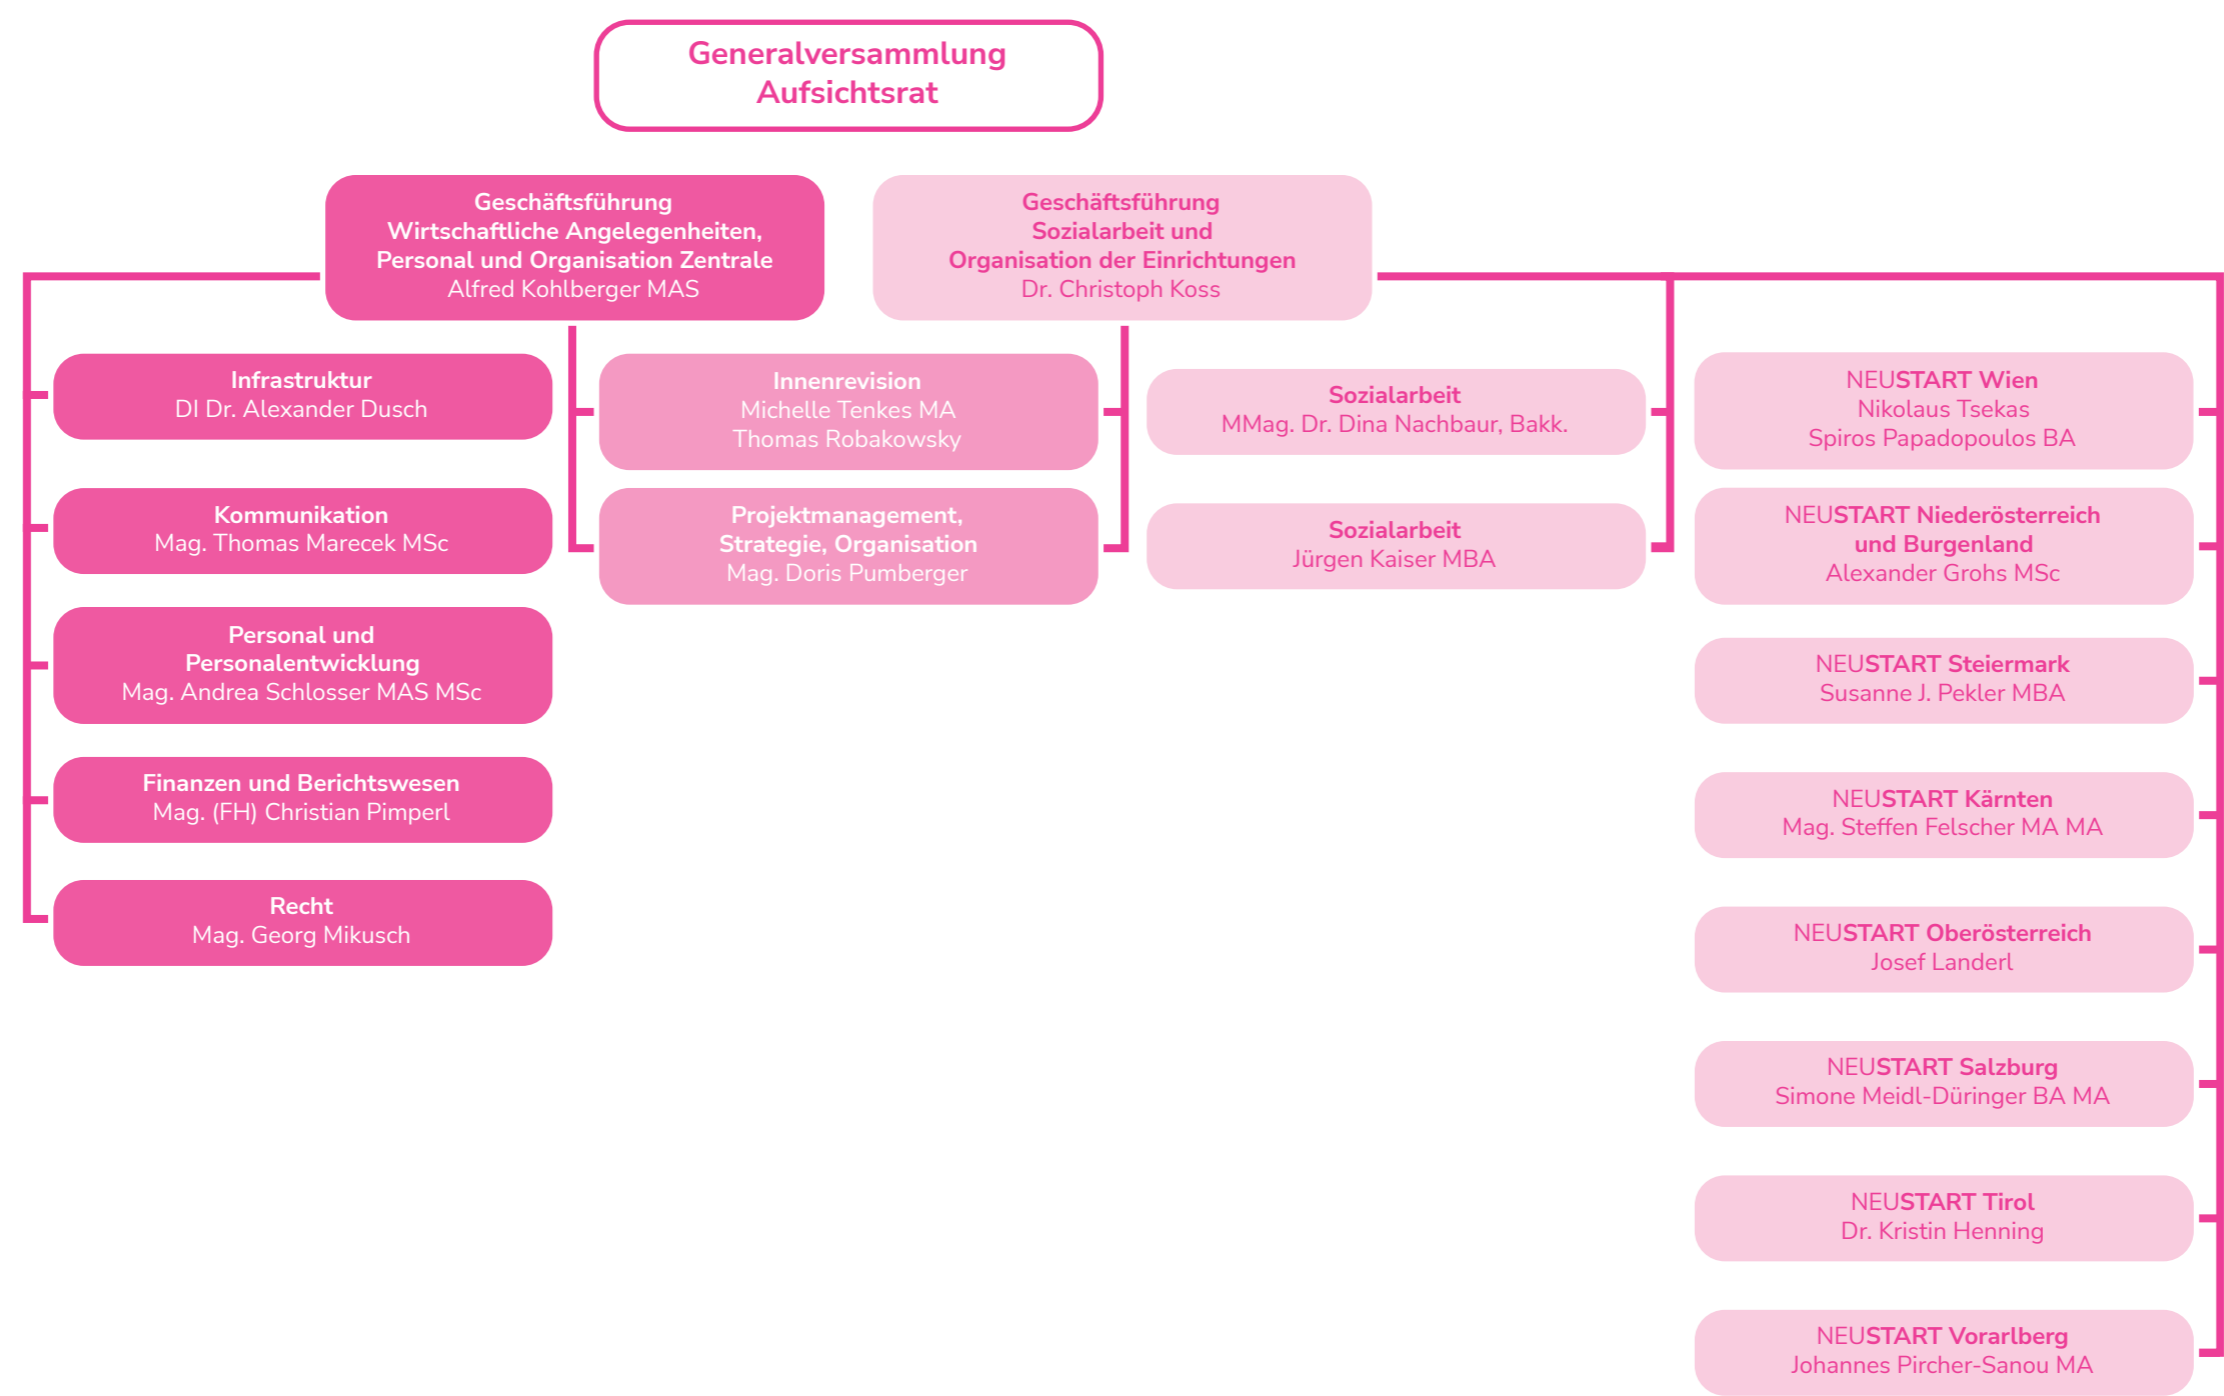 Generalversammlung
Aufsichtsrat
Geschäftsführung
Wirtschaftliche Angelegenheiten,
Personal und Organisation Zentrale
Alfred Kohlberger MAS
Geschäftsführung
Sozialarbeit und
Organisation der Einrichtungen
Dr. Christoph Koss
Infrastruktur
DI Dr. Alexander Dusch
Kommunikation
Mag. Thomas Marecek MSc
Personal und
Personalentwicklung
Mag. Andrea Schlosser MAS MSc
Finanzen und Berichtswesen
Mag. (FH) Christian Pimperl
Recht
Mag. Georg Mikusch
Innenrevision
Michelle Tenkes MA
Thomas Robakowsky
Projektmanagement,
Strategie, Organisation
Mag. Doris Pumberger
Sozialarbeit
MMag. Dr. Dina Nachbaur, Bakk.
Sozialarbeit
Jürgen Kaiser MBA
NEUSTART Wien
Nikolaus Tsekas
Spiros Papadopoulos BA
NEUSTART Niederösterreich
und Burgenland
Alexander Grohs MSc
NEUSTART Steiermark
Susanne J. Pekler MBA
NEUSTART Kärnten
Mag. Steffen Felscher MA MA
NEUSTART Oberösterreich
Josef Landerl
NEUSTART Salzburg
Simone Meidl-Düringer BA MA
NEUSTART Tirol
Dr. Kristin Henning
NEUSTART Vorarlberg
Johannes Pircher-Sanou MA